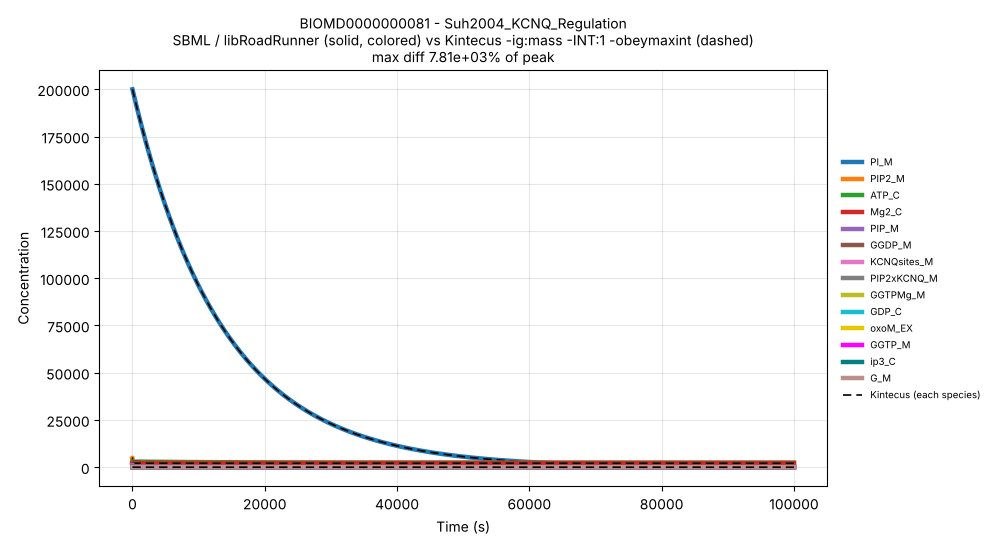 BIOMD0000000081 - Suh2004_KCNQ_Regulation
SBML / libRoadRunner (solid, colored) vs Kintecus -ig:mass -INT:1 -obeymaxint (dashed)
max diff 7.81e+03% of peak
Concentration
200000
175000
150000
125000
100000
75000
50000
25000
0
0
20000
40000
60000
80000
100000
Time (s)
PI_M
PIP2_M
ATP_C
Mg2_C
PIP_M
GGDP_M
KCNQsites_M
PIP2xKCNQ_M
GGTPMg_M
GDP_C
oxoM_EX
GGTP_M
ip3_C
G_M
Kintecus (each species)